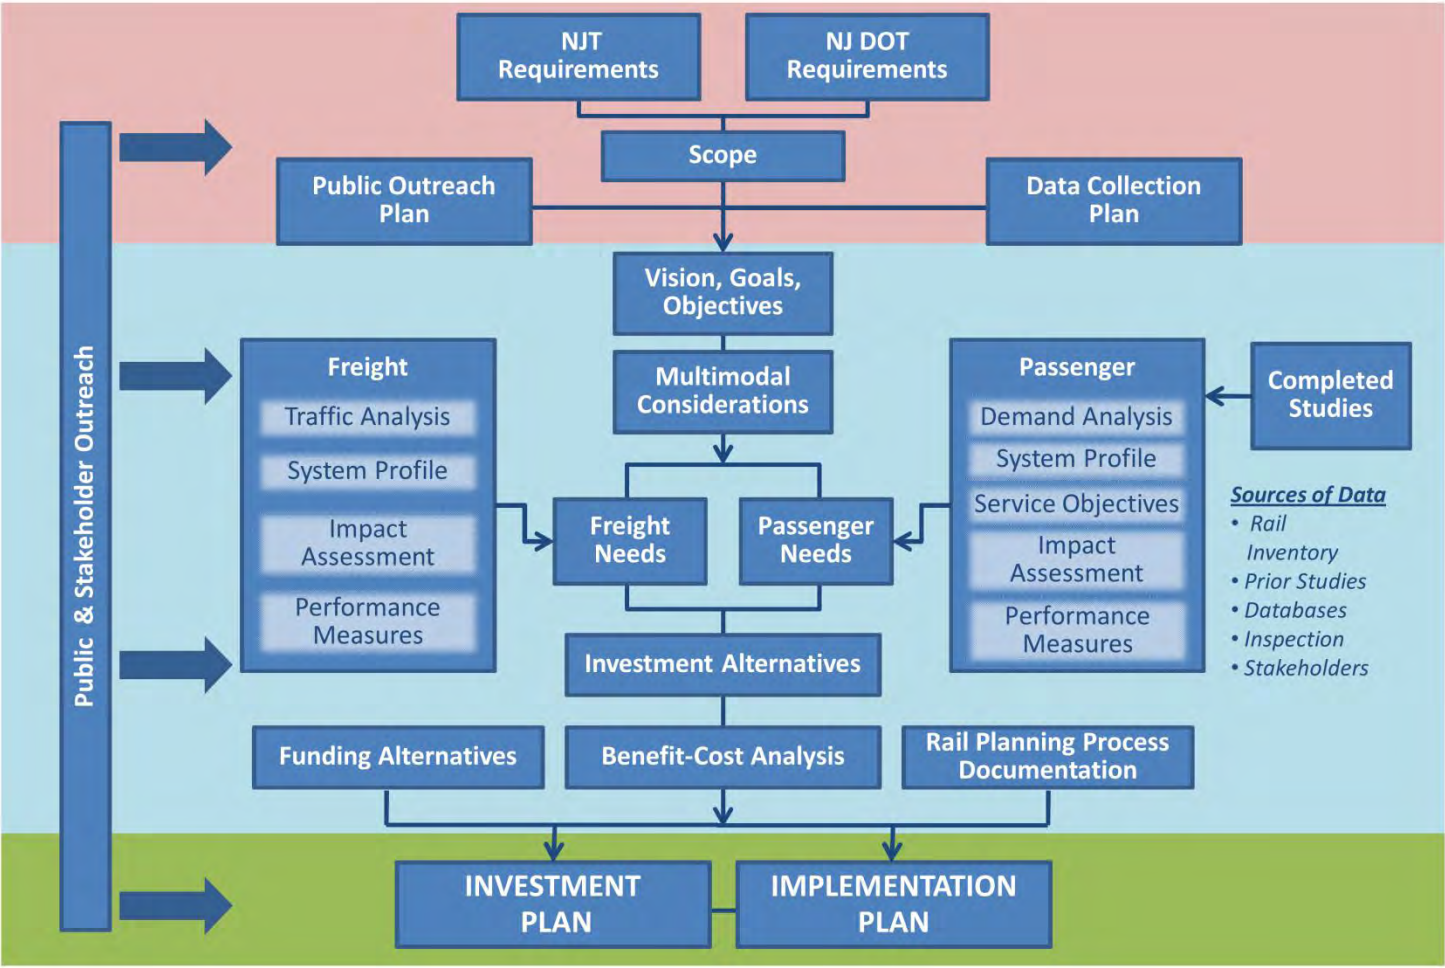 NJT
Requirements
NJ DOT
Requirements
Scope
Public Outreach
Plan
Data Collection
Plan
Vision, Goals,
Objectives
Multimodal
Considerations
Public & Stakeholder Outreach
Freight
Traffic Analysis
System Profile
Impact
Assessment
Performance
Measures
Freight
Needs
Passenger
Needs
Passenger
Demand Analysis
System Profile
Service Objectives
Impact
Assessment
Performance
Measures
Completed
Studies
Sources of Data
• Rail
Inventory
• Prior Studies
• Databases
• Inspection
• Stakeholders
Investment Alternatives
Funding Alternatives
Benefit-Cost Analysis
Rail Planning Process
Documentation
INVESTMENT
PLAN
IMPLEMENTATION
PLAN